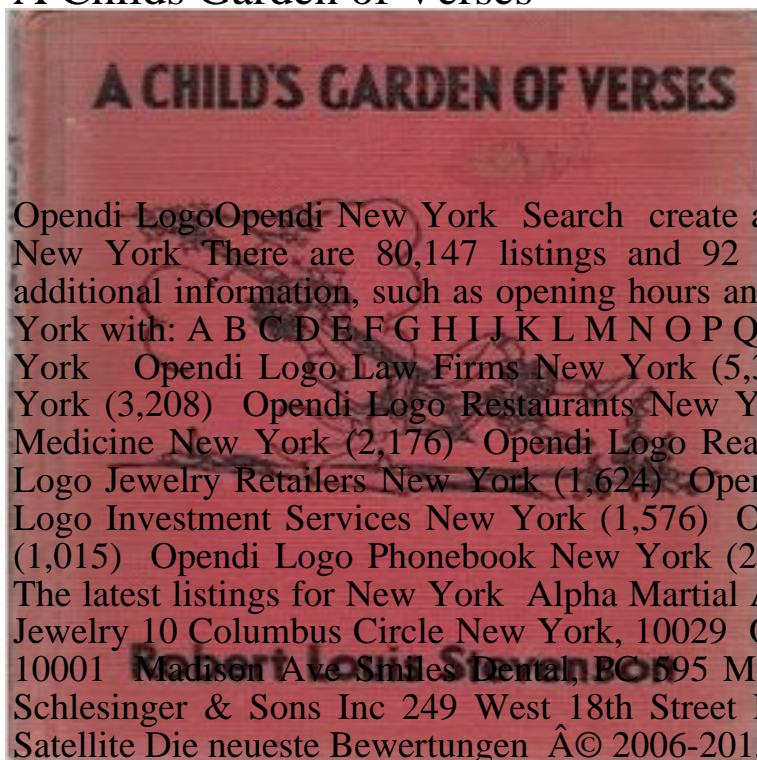 A Childs Garden of Verses
A CHILD'S GARDEN OF VERSES
Opendi LogoOpendi New York Search create a
New York There are 80,147 listings and 92
additional information, such as opening hours an
York with: A B C D E F G H I J K L M N O P Q
York Opendi Logo Law Firms New York (5,3
York (3,208) Opendi Logo Restaurants New Y
Medicine New York (2,176) Opendi Logo Rea
Logo Jewelry Retailers New York (1,624) Open
Logo Investment Services New York (1,576) O
(1,015) Opendi Logo Phonebook New York (2
The latest listings for New York Alpha Martial A
Jewelry 10 Columbus Circle New York, 10029
10001 Madison Ave Smiles Dental, PC 595 M
Robert Louis Stevenson
Schlesinger & Sons Inc 249 West 18th Street
Satellite Die neueste Bewertungen Â© 2006-201